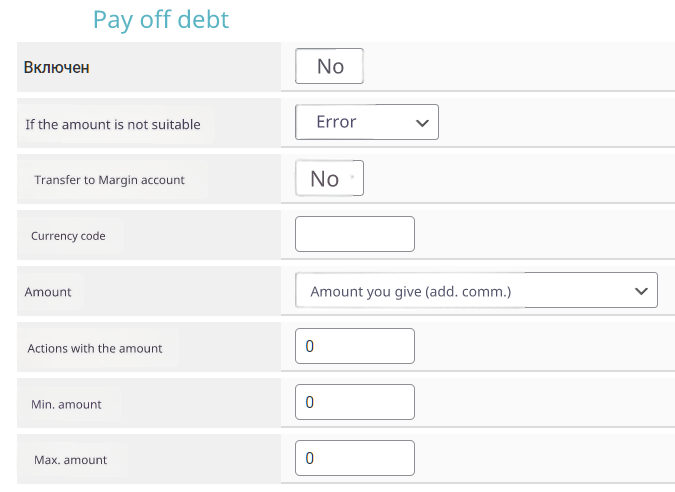 Pay off debt
Включен
No
If the amount is not suitable
Error
Transfer to Margin account
No
Currency code
Amount
Amount you give (add. comm.)
Actions with the amount
0
Min. amount
0
Max. amount
0